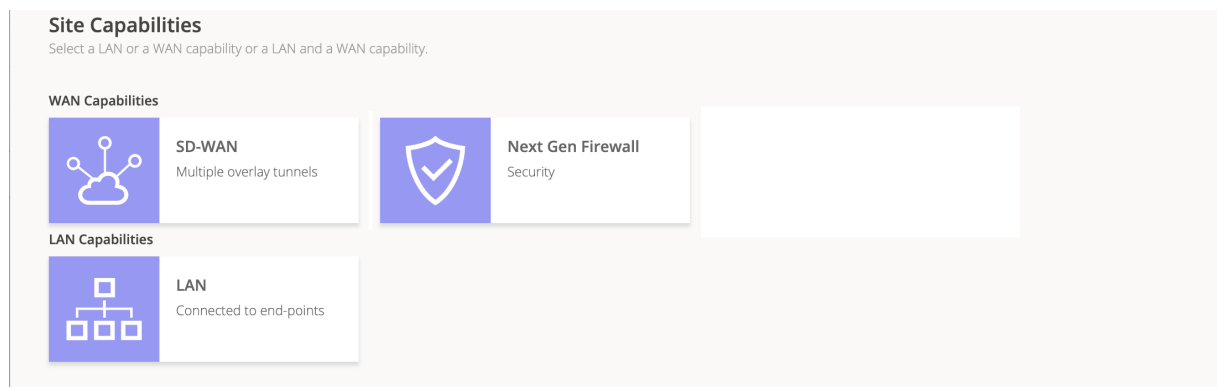 Site Capabilities
Select a LAN or a WAN capability or a LAN and a WAN capability.
WAN Capabilities
SD-WAN
Multiple overlay tunnels
Next Gen Firewall
Security
LAN Capabilities
LAN
Connected to end-points